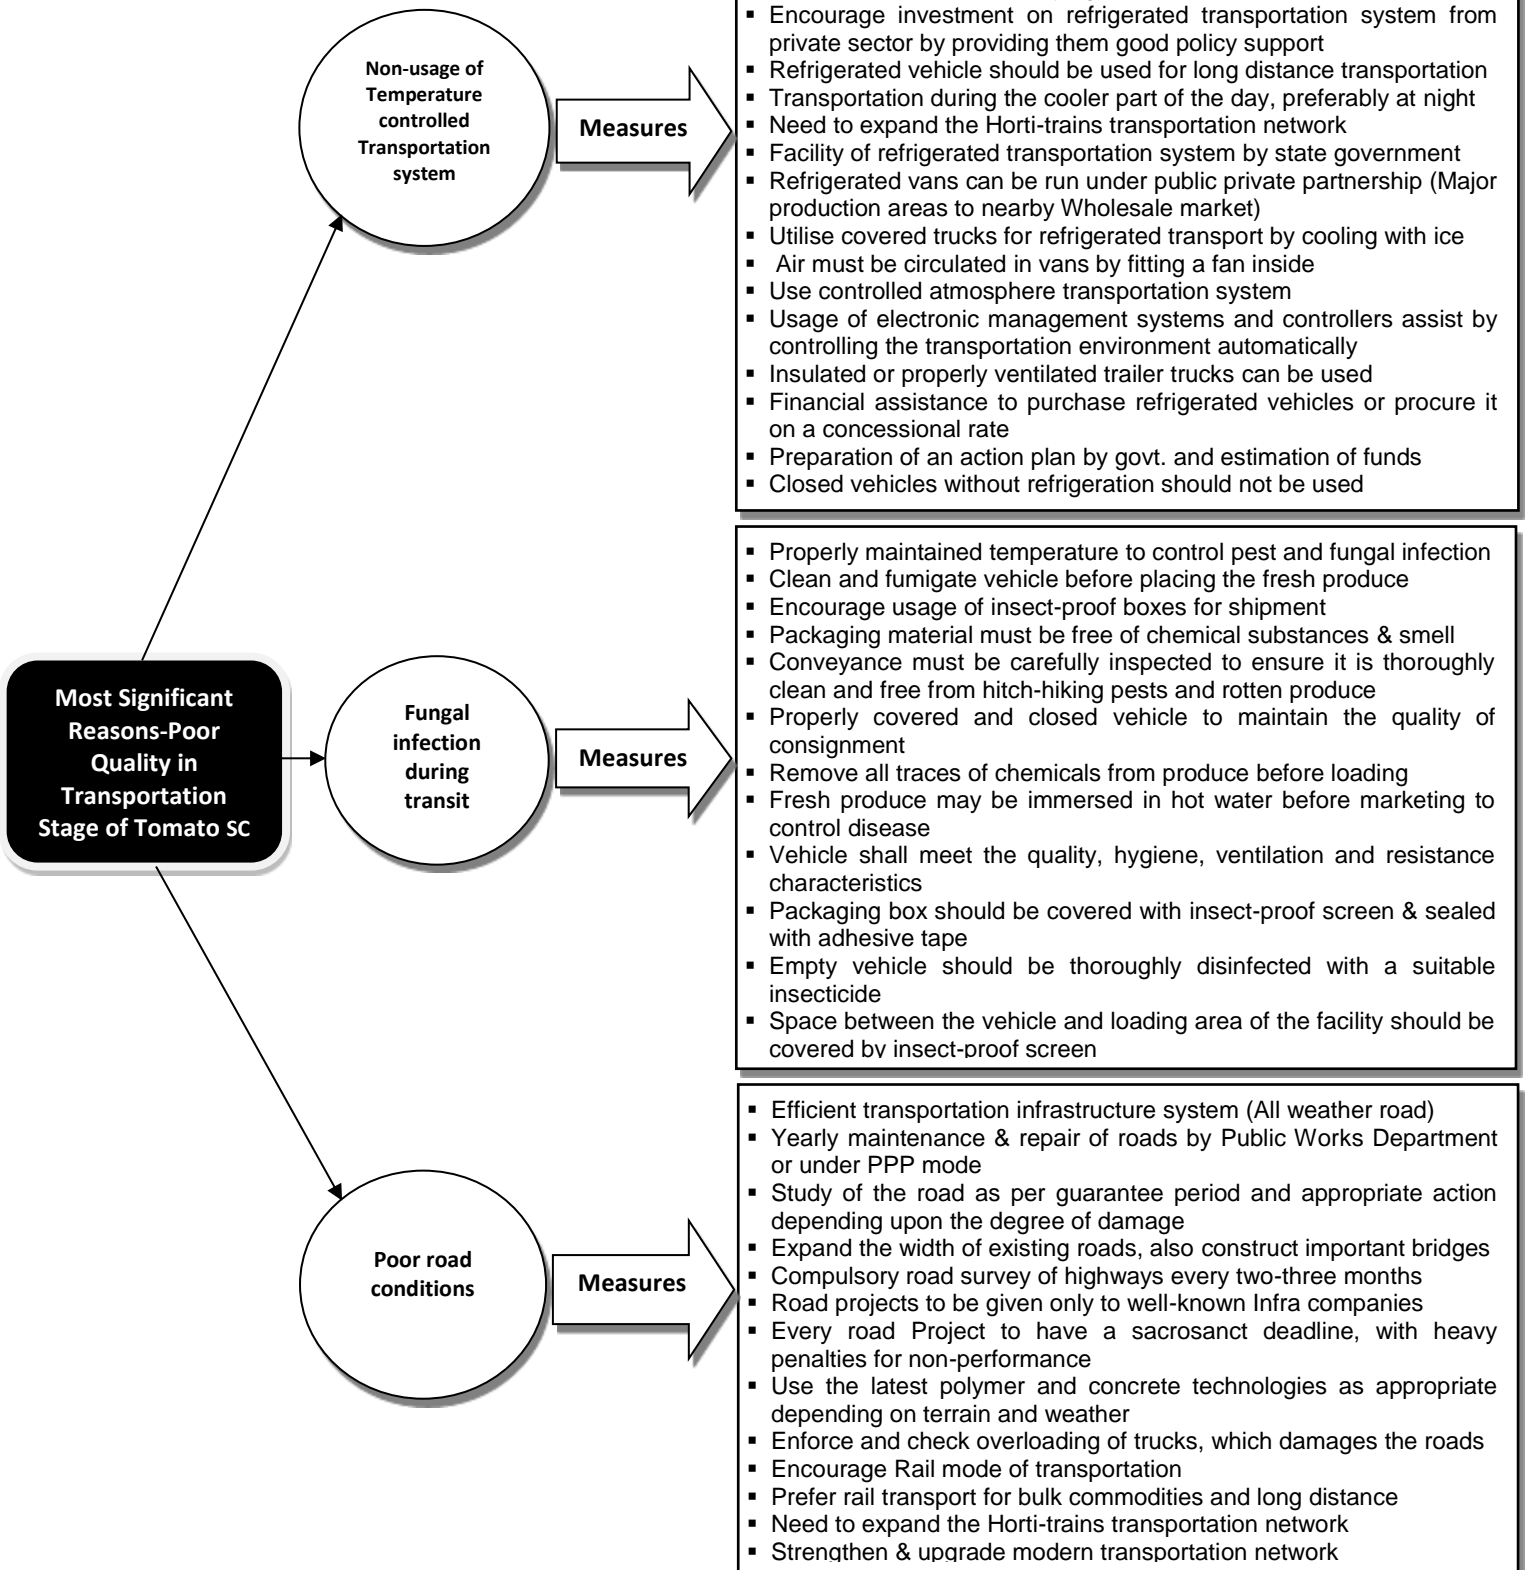 Non-usage of
Temperature
controlled
Transportation
system
Measures
▪ Encourage investment on refrigerated transportation system from
private sector by providing them good policy support
▪ Refrigerated vehicle should be used for long distance transportation
▪ Transportation during the cooler part of the day, preferably at night
▪ Need to expand the Horti-trains transportation network
▪ Facility of refrigerated transportation system by state government
▪ Refrigerated vans can be run under public private partnership (Major
production areas to nearby Wholesale market)
▪ Utilise covered trucks for refrigerated transport by cooling with ice
▪ Air must be circulated in vans by fitting a fan inside
▪ Use controlled atmosphere transportation system
▪ Usage of electronic management systems and controllers assist by
controlling the transportation environment automatically
▪ Insulated or properly ventilated trailer trucks can be used
▪ Financial assistance to purchase refrigerated vehicles or procure it
on a concessional rate
▪ Preparation of an action plan by govt. and estimation of funds
▪ Closed vehicles without refrigeration should not be used
Most Significant
Reasons-Poor
Quality in
Transportation
Stage of Tomato SC
Fungal
infection
during
transit
Measures
▪ Properly maintained temperature to control pest and fungal infection
▪ Clean and fumigate vehicle before placing the fresh produce
▪ Encourage usage of insect-proof boxes for shipment
▪ Packaging material must be free of chemical substances & smell
▪ Conveyance must be carefully inspected to ensure it is thoroughly
clean and free from hitch-hiking pests and rotten produce
▪ Properly covered and closed vehicle to maintain the quality of
consignment
▪ Remove all traces of chemicals from produce before loading
▪ Fresh produce may be immersed in hot water before marketing to
control disease
▪ Vehicle shall meet the quality, hygiene, ventilation and resistance
characteristics
▪ Packaging box should be covered with insect-proof screen & sealed
with adhesive tape
▪ Empty vehicle should be thoroughly disinfected with a suitable
insecticide
▪ Space between the vehicle and loading area of the facility should be
covered by insect-proof screen
Poor road
conditions
Measures
▪ Efficient transportation infrastructure system (All weather road)
▪ Yearly maintenance & repair of roads by Public Works Department
or under PPP mode
▪ Study of the road as per guarantee period and appropriate action
depending upon the degree of damage
▪ Expand the width of existing roads, also construct important bridges
▪ Compulsory road survey of highways every two-three months
▪ Road projects to be given only to well-known Infra companies
▪ Every road Project to have a sacrosanct deadline, with heavy
penalties for non-performance
▪ Use the latest polymer and concrete technologies as appropriate
depending on terrain and weather
▪ Enforce and check overloading of trucks, which damages the roads
▪ Encourage Rail mode of transportation
▪ Prefer rail transport for bulk commodities and long distance
▪ Need to expand the Horti-trains transportation network
▪ Strengthen & upgrade modern transportation network